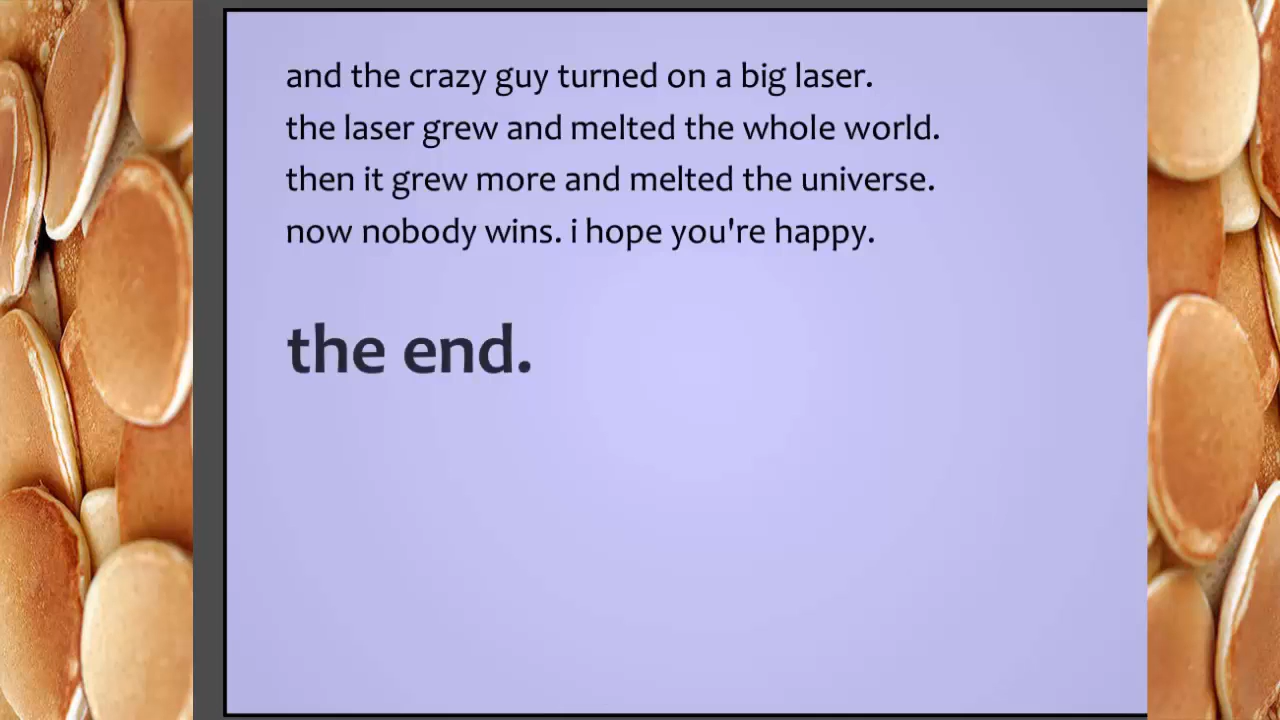 and the crazy guy turned on a big laser.
the laser grew and melted the whole world.
then it grew more and melted the universe.
now nobody wins. i hope you're happy.
the end.